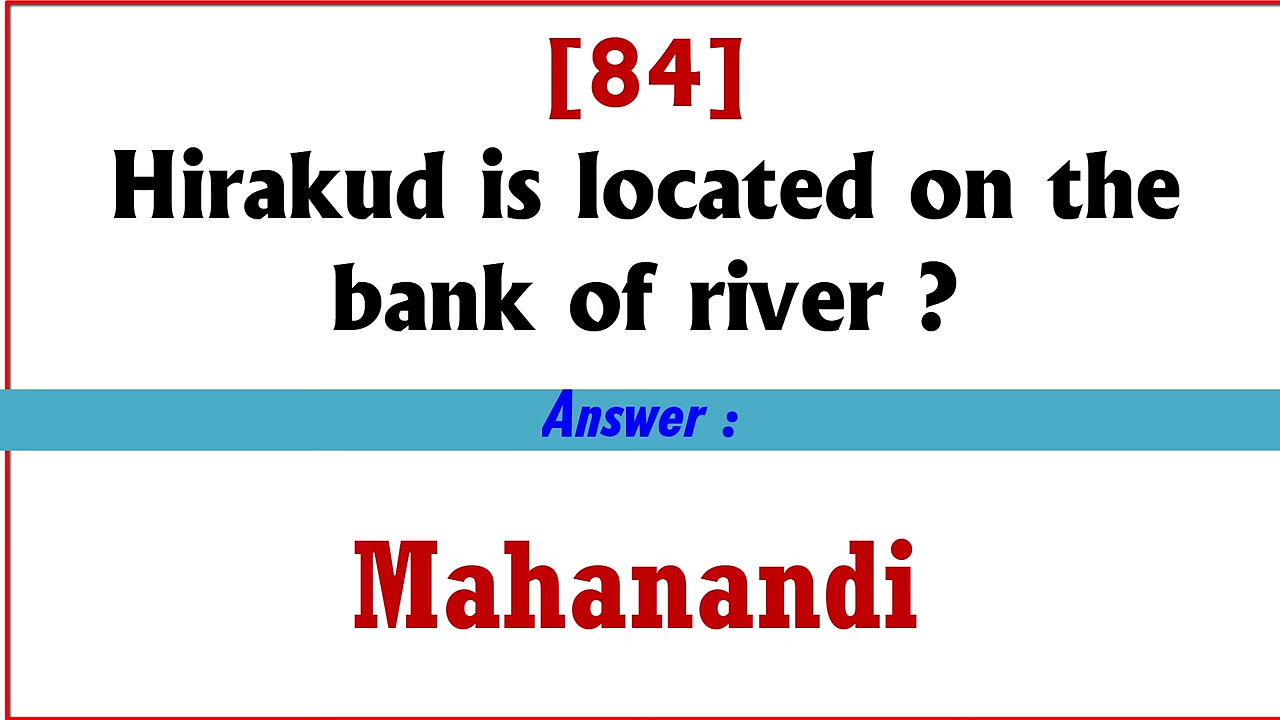 [84]
Hirakud is located on the
bank of river ?
Answer :
Mahanandi